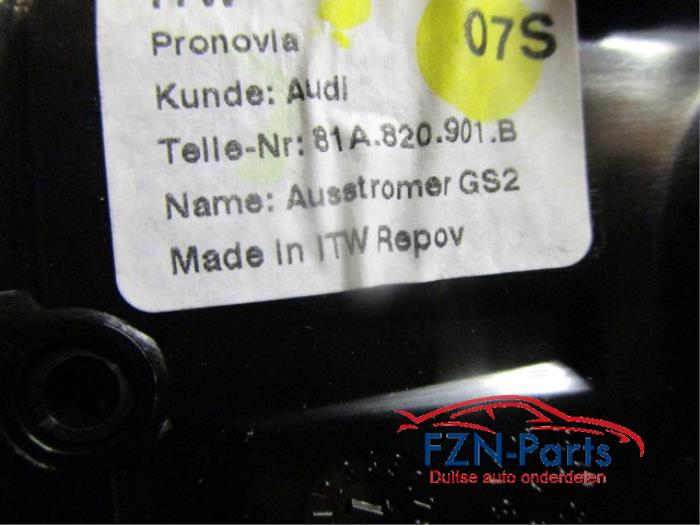 ITW
Pronovia
07S
Kunde: Audi
Teile-Nr: 81A.820.901.B
Name: Ausstromer GS2
Made in ITW Repov
FZN-Parts
Duitse auto onderdelen